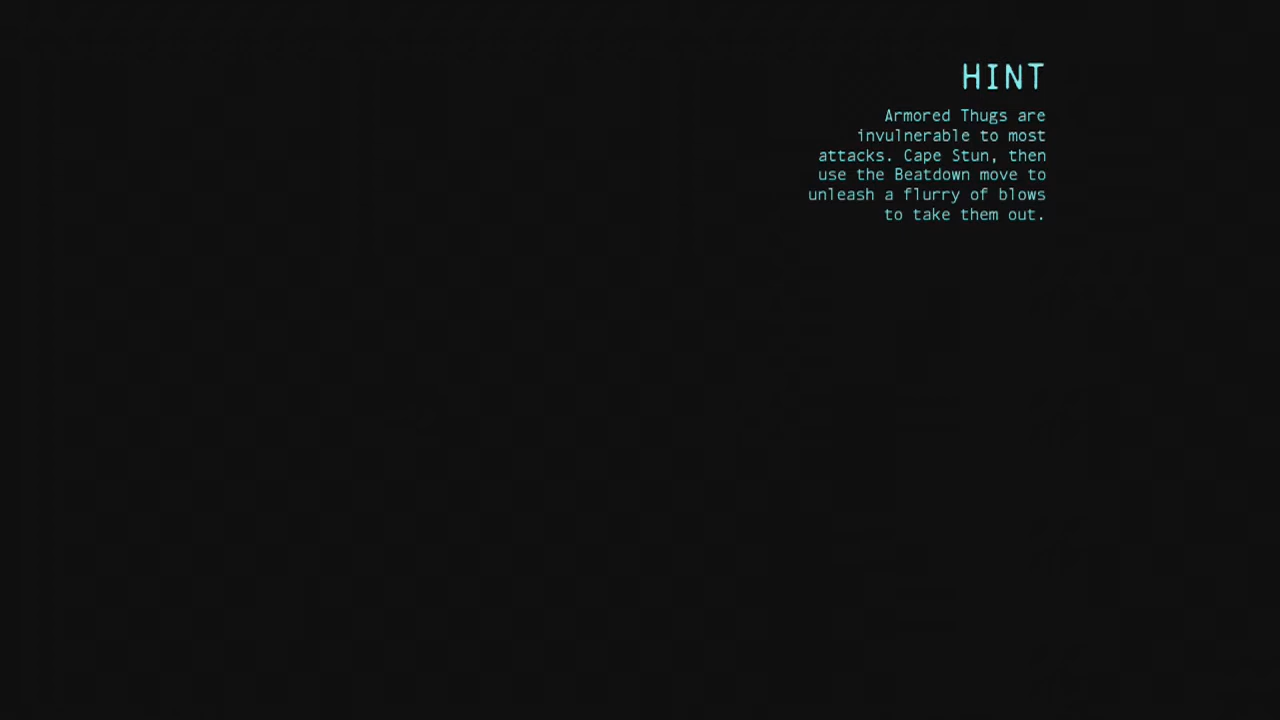 HINT
Armored Thugs are
invulnerable to most
attacks. Cape Stun, then
use the Beatdown move to
unleash a flurry of blows
to take them out.